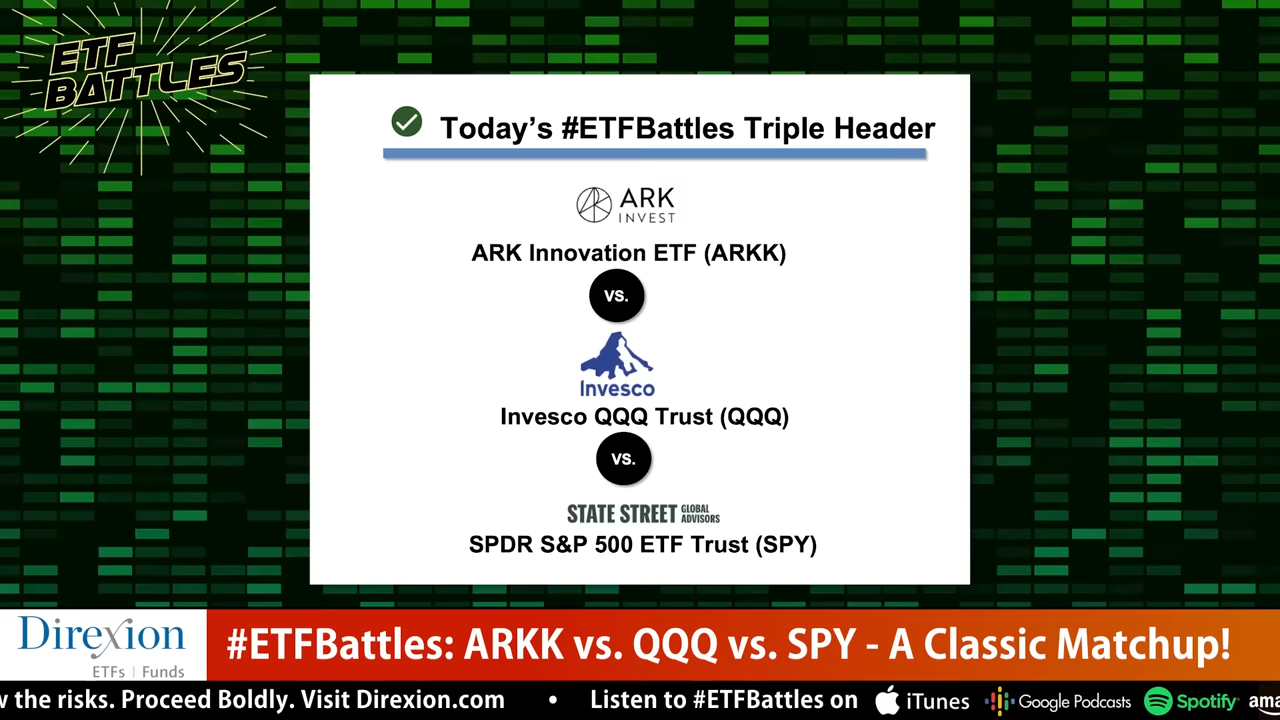 ETF
BATTLES
Today's #ETFBattles Triple Header
ARK
INVEST
ARK Innovation ETF (ARKK)
VS.
Invesco
Invesco QQQ Trust (QQQ)
VS.
STATE STREET GLOBAL ADVISORS
SPDR S&P 500 ETF Trust (SPY)
Direxion
ETFs | Funds
#ETFBattles: ARKK vs. QQQ vs. SPY - A Classic Matchup!
w the risks. Proceed Boldly. Visit Direxion.com • Listen to #ETFBattles on iTunes Google Podcasts Spotify ama